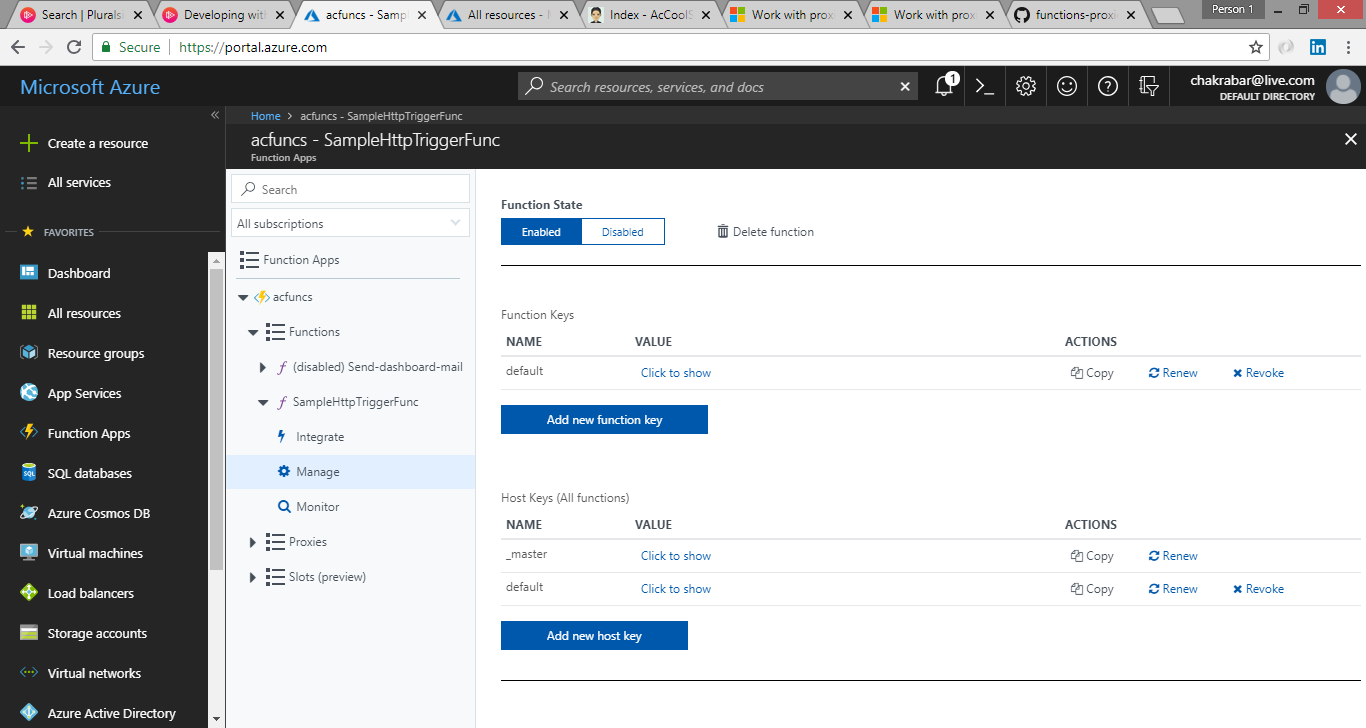 Search | Plurals
Developing with
acfuncs - Sampl
All resources -
Index - AcCoolS
Work with prox
Work with prox
functions-proxi
Person 1
Secure
https://portal.azure.com
Microsoft Azure
Search resources, services, and docs
1
chakrabar@live.com
DEFAULT DIRECTORY
Home > acfuncs - SampleHttpTriggerFunc
acfuncs - SampleHttpTriggerFunc
Function Apps
Create a resource
All services
FAVORITES
Dashboard
All resources
Resource groups
App Services
Function Apps
SQL databases
Azure Cosmos DB
Virtual machines
Load balancers
Storage accounts
Virtual networks
Azure Active Directory
Search
All subscriptions
Function Apps
acfuncs
Functions
(disabled) Send-dashboard-mail
SampleHttpTriggerFunc
Integrate
Manage
Monitor
Proxies
Slots (preview)
Function State
Enabled Disabled Delete function
Function Keys
NAME VALUE ACTIONS
default Click to show Copy Renew Revoke
Add new function key
Host Keys (All functions)
NAME VALUE ACTIONS
_master Click to show Copy Renew
default Click to show Copy Renew Revoke
Add new host key